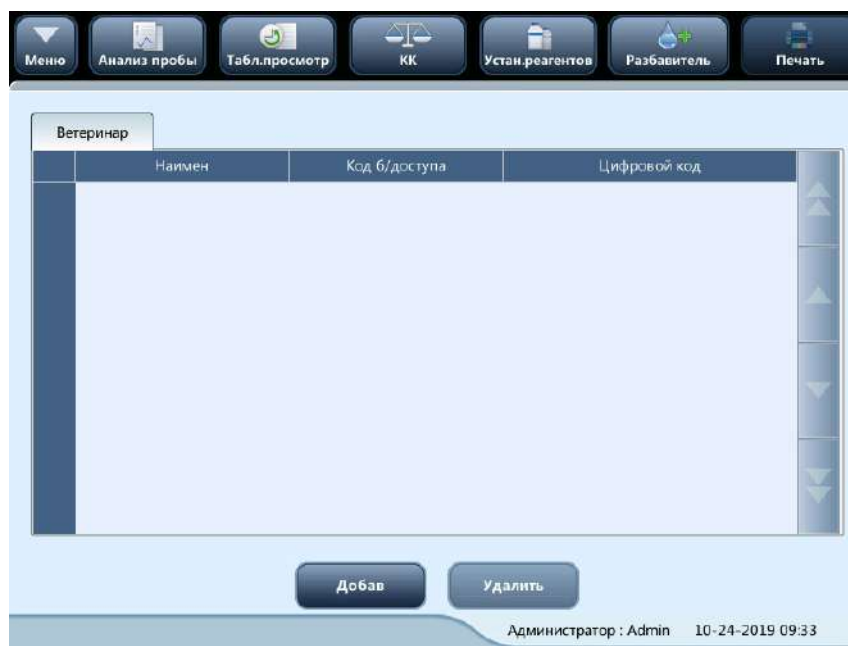 Меню Анализ пробы Табл.просмотр КК Устан.реагентов Разбавитель Печать
Ветеринар
Наимен Код б/доступа Цифровой код
Добав Удалить
Администратор : Admin 10-24-2019 09:33